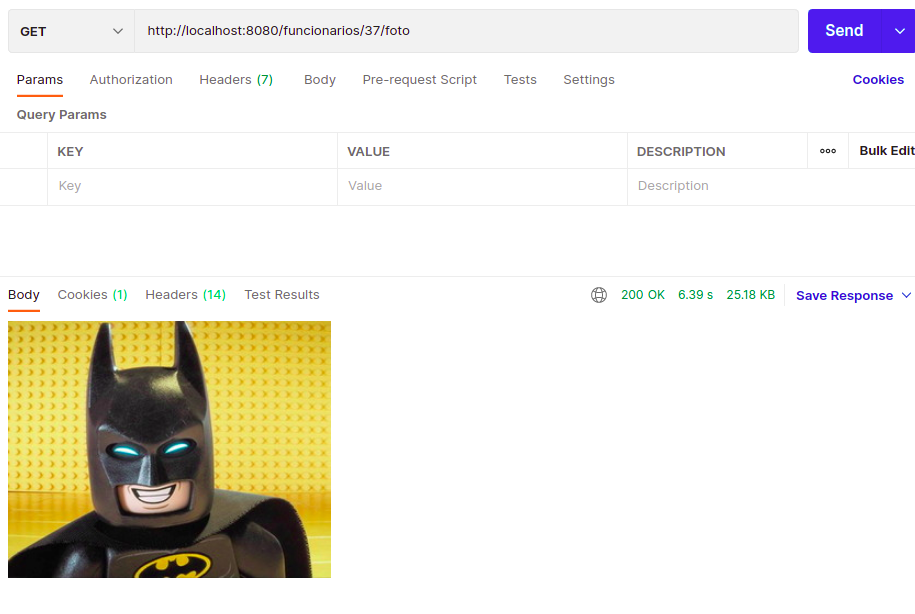 GET http://localhost:8080/funcionarios/37/foto Send
Params Authorization Headers (7) Body Pre-request Script Tests Settings Cookies
Query Params
KEY VALUE DESCRIPTION ooo Bulk Edit
Key Value Description
Body Cookies (1) Headers (14) Test Results 200 OK 6.39 s 25.18 KB Save Response